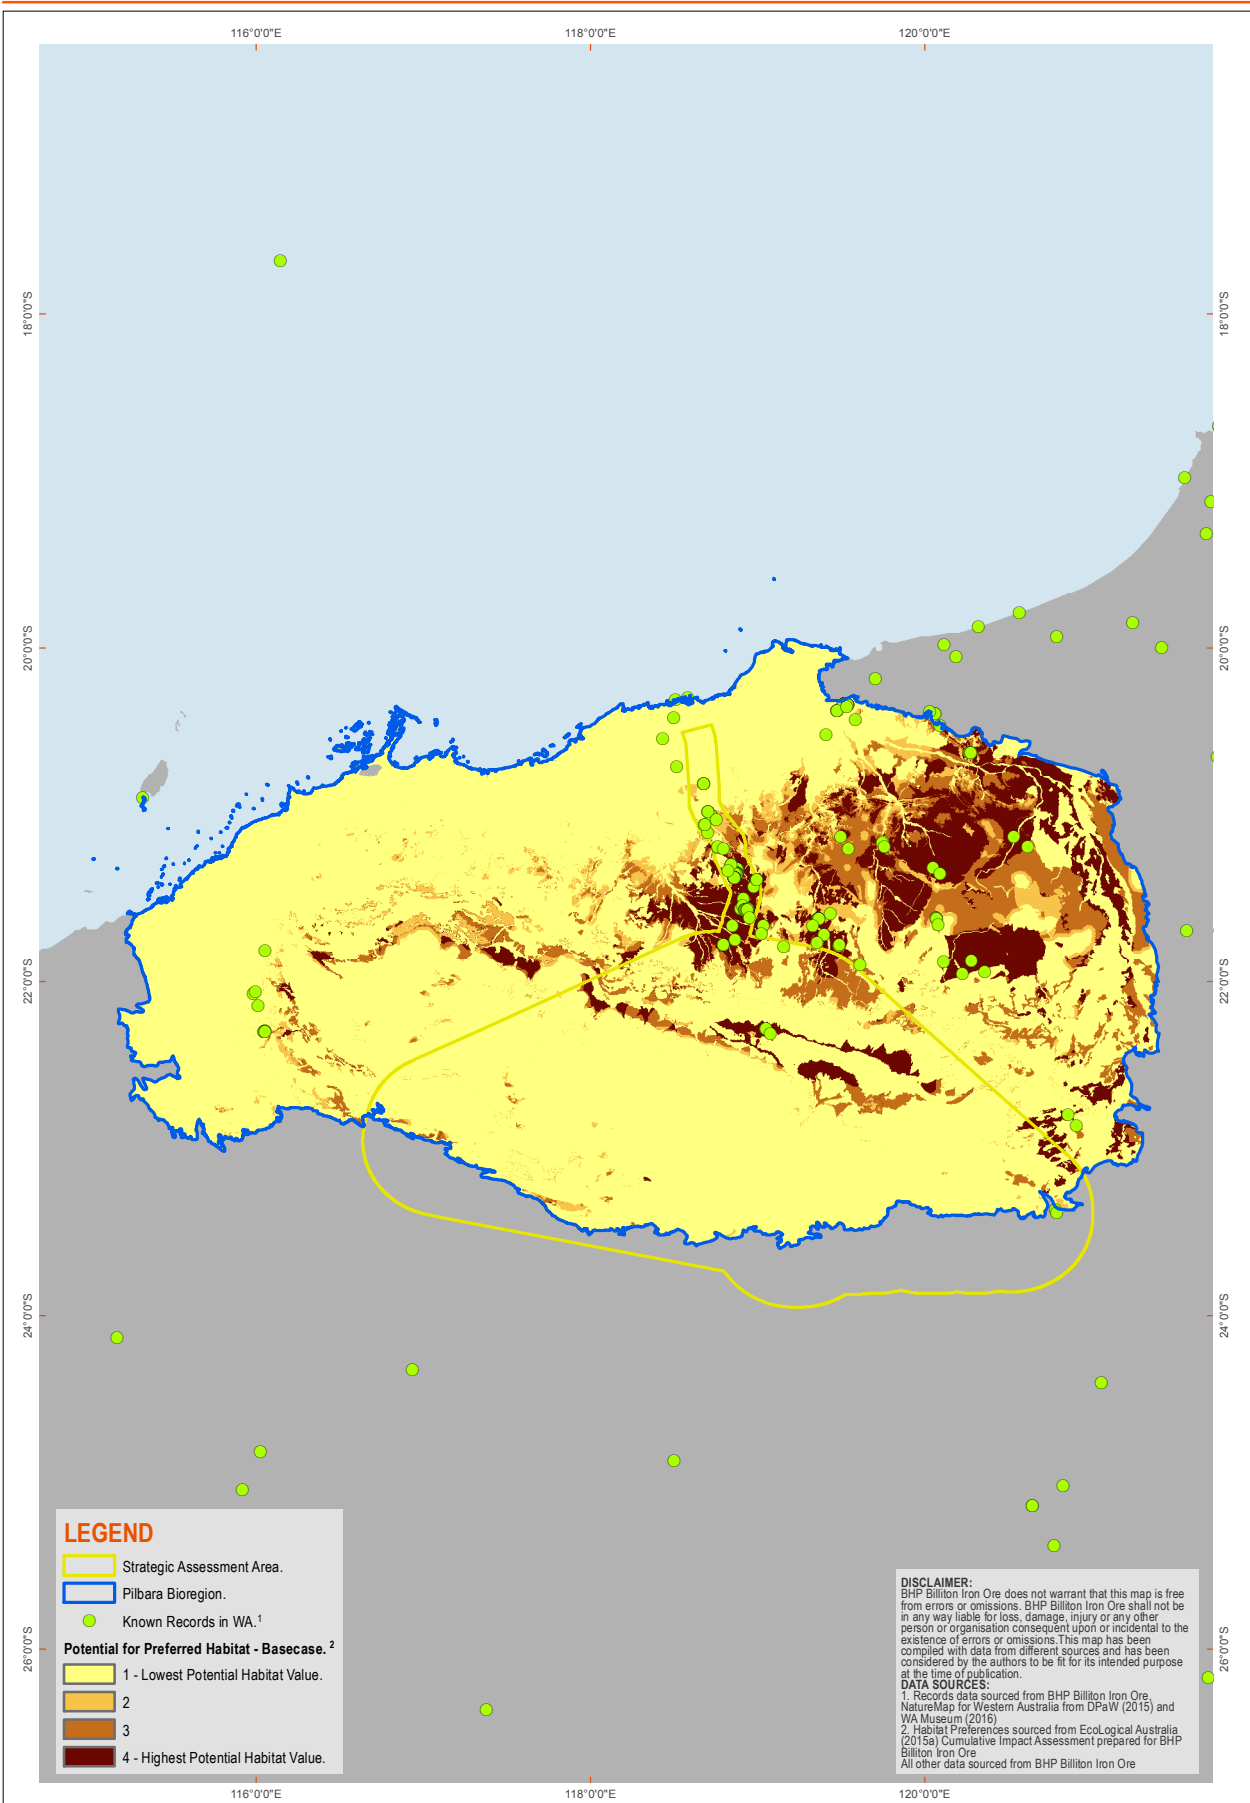 116°0'0"E
118°0'0"E
120°0'0"E
18°0'0"S
18°0'0"S
20°0'0"S
20°0'0"S
22°0'0"S
22°0'0"S
24°0'0"S
24°0'0"S
26°0'0"S
26°0'0"S
LEGEND
Strategic Assessment Area.
Pilbara Bioregion.
Known Records in WA.1
Potential for Preferred Habitat - Basecase. 2
1 - Lowest Potential Habitat Value.
2
3
4 - Highest Potential Habitat Value.
DISCLAIMER:
BHP Billiton Iron Ore does not warrant that this map is free
from errors or omissions. BHP Billiton Iron Ore shall not be
in any way liable for loss, damage, injury or any other
person or organisation consequent upon or incidental to the
existence of errors or omissions.This map has been
compiled with data from different sources and has been
considered by the authors to be fit for its intended purpose
at the time of publication.
DATA SOURCES:
1. Records data sourced from BHP Billiton Iron Ore,
NatureMap for Western Australia from DPaW (2015) and
WA Museum (2016)
2. Habitat Preferences sourced from EcoLogical Australia
(2015a) Cumulative Impact Assessment prepared for BHP
Billiton Iron Ore
All other data sourced from BHP Billiton Iron Ore
116°0'0"E
118°0'0"E
120°0'0"E